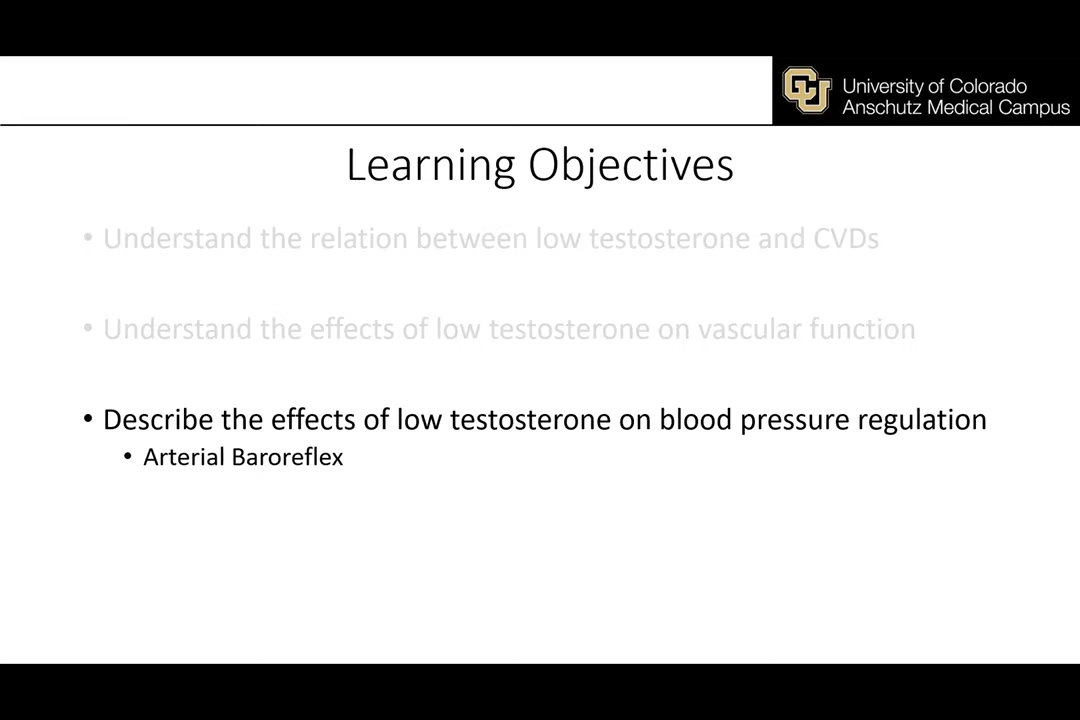 University of Colorado
Anschutz Medical Campus
Learning Objectives
• Understand the relation between low testosterone and CVDs
• Understand the effects of low testosterone on vascular function
• Describe the effects of low testosterone on blood pressure regulation
• Arterial Baroreflex